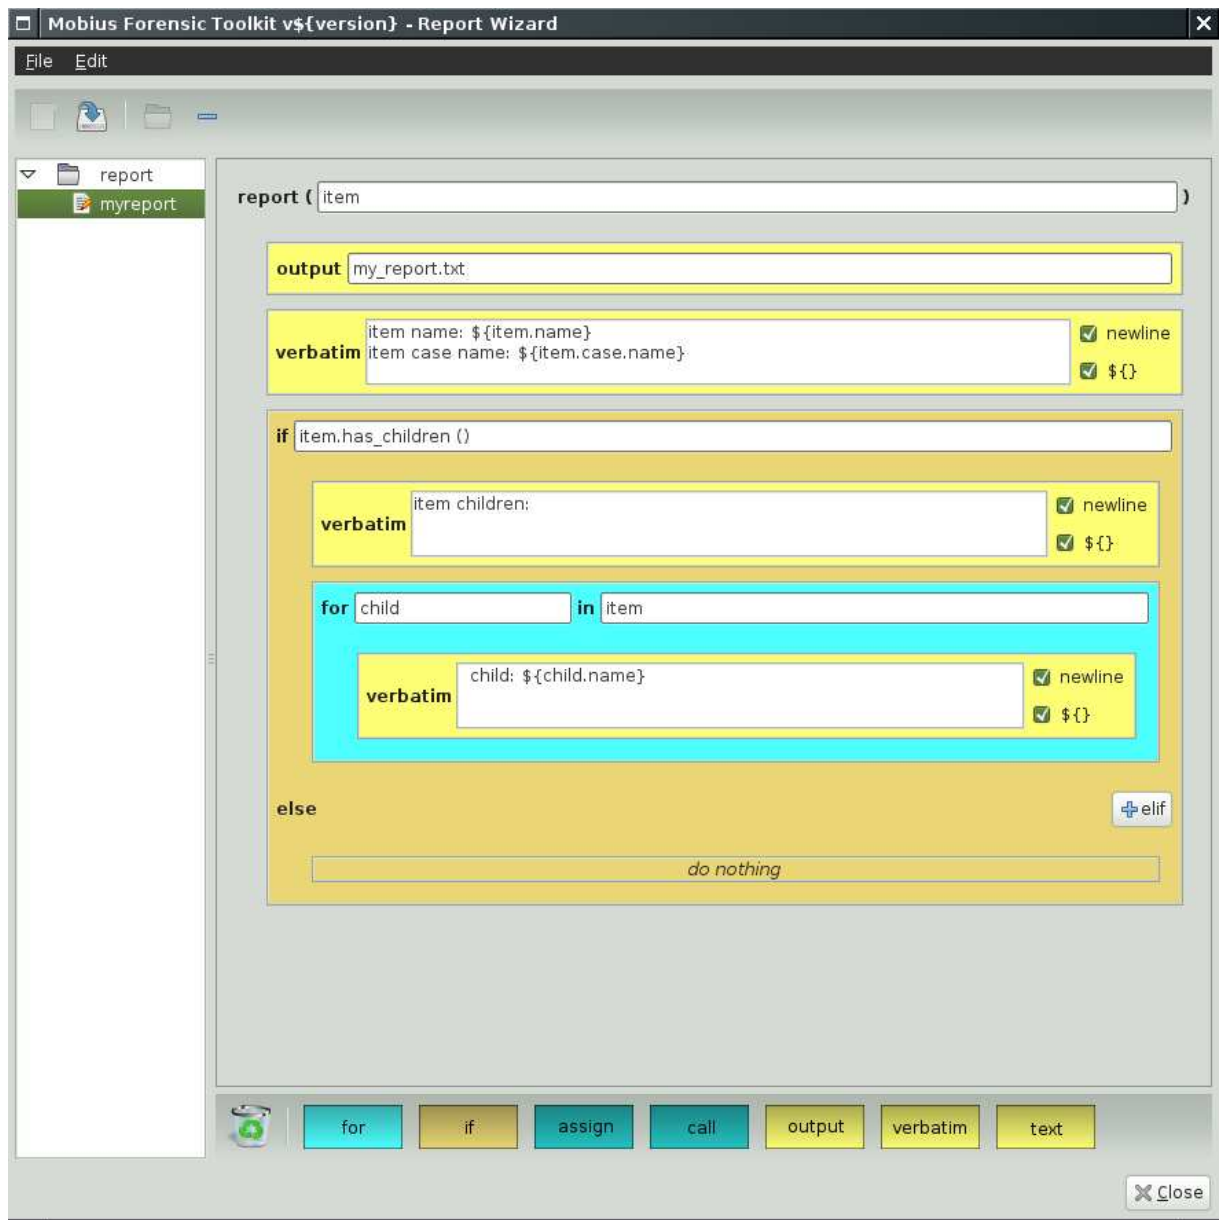 Mobius Forensic Toolkit v${version} - Report Wizard
File Edit
report
myreport
report ( item )
output my_report.txt
item name: ${item.name}
verbatim item case name: ${item.case.name}
newline
${}
if item.has_children ()
item children:
verbatim
newline
${}
for child in item
child: ${child.name}
verbatim
newline
${}
else
elif
do nothing
for if assign call output verbatim text
Close